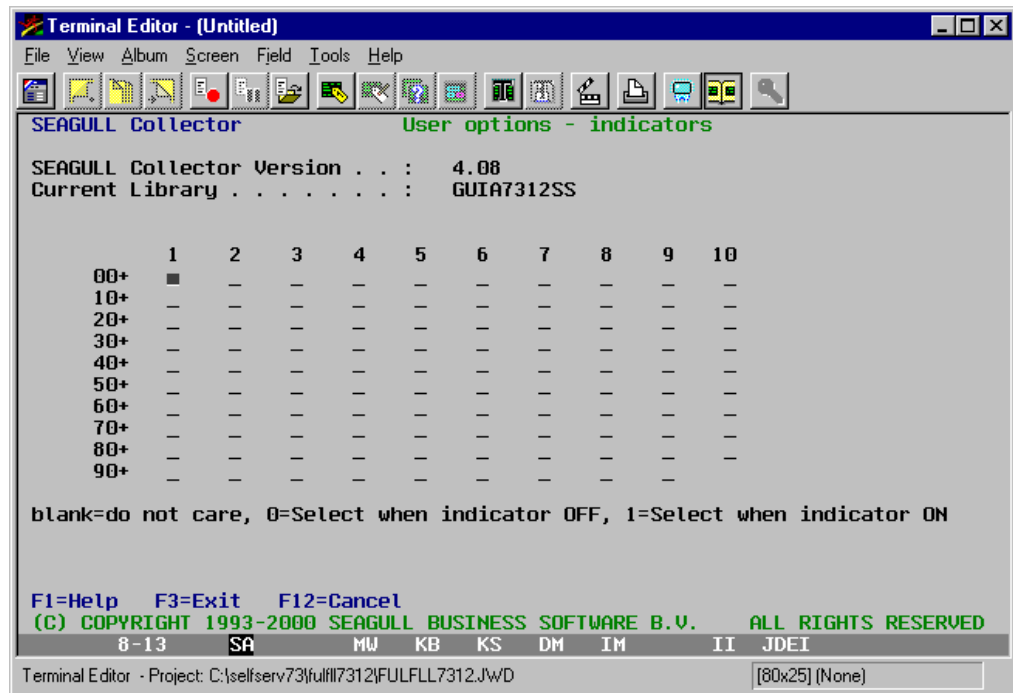 Terminal Editor - (Untitled)
File View Album Screen Field Tools Help
SEAGULL Collector User options - indicators
SEAGULL Collector Version . . : 4.08
Current Library . . . . . . . : GUIA7312SS
1 2 3 4 5 6 7 8 9 10
00+ _ _ _ _ _ _ _ _ _
10+ _ _ _ _ _ _ _ _ _ _
20+ _ _ _ _ _ _ _ _ _ _
30+ _ _ _ _ _ _ _ _ _ _
40+ _ _ _ _ _ _ _ _ _ _
50+ _ _ _ _ _ _ _ _ _ _
60+ _ _ _ _ _ _ _ _ _ _
70+ _ _ _ _ _ _ _ _ _ _
80+ _ _ _ _ _ _ _ _ _ _
90+ _ _ _ _ _ _ _ _ _
blank=do not care, 0=Select when indicator OFF, 1=Select when indicator ON
F1=Help F3=Exit F12=Cancel
(C) COPYRIGHT 1993-2000 SEAGULL BUSINESS SOFTWARE B.V. ALL RIGHTS RESERVED
8-13 SA MW KB KS DM IM II JDEI
Terminal Editor - Project: C:\selfserv73\fulfll7312\FULFLL7312.JWD [80x25] (None)